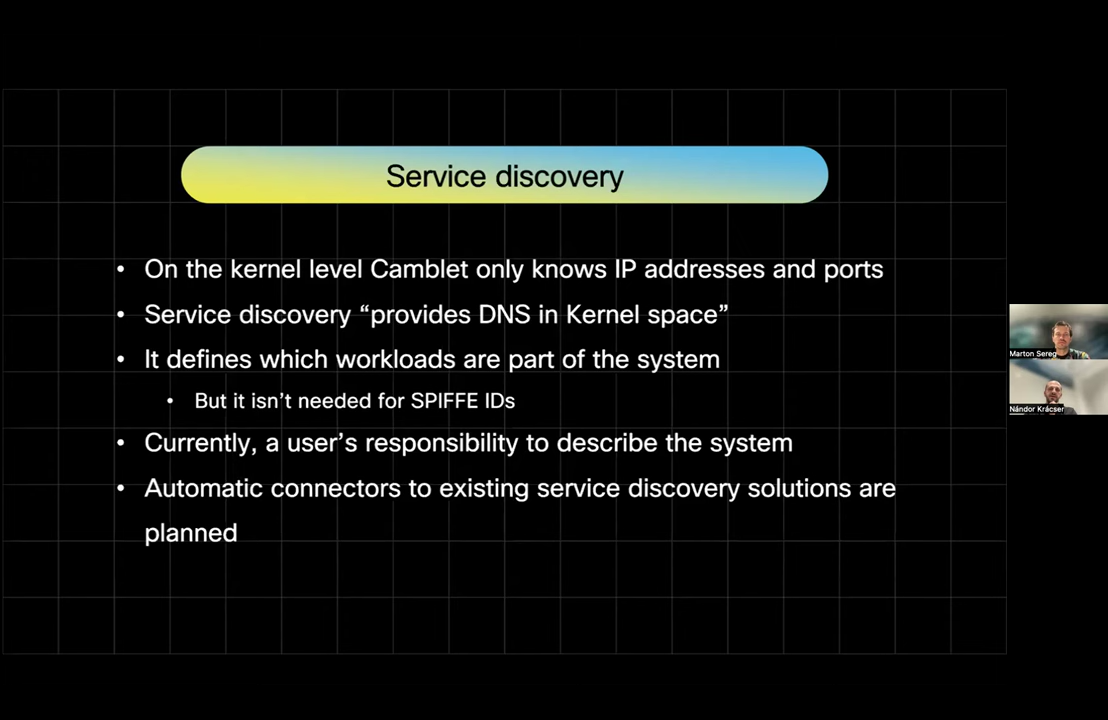 Service discovery
• On the kernel level Camblet only knows IP addresses and ports
• Service discovery “provides DNS in Kernel space”
• It defines which workloads are part of the system
• But it isn’t needed for SPIFFE IDs
• Currently, a user’s responsibility to describe the system
• Automatic connectors to existing service discovery solutions are
planned
Marton Sereg
Nándor Krácser